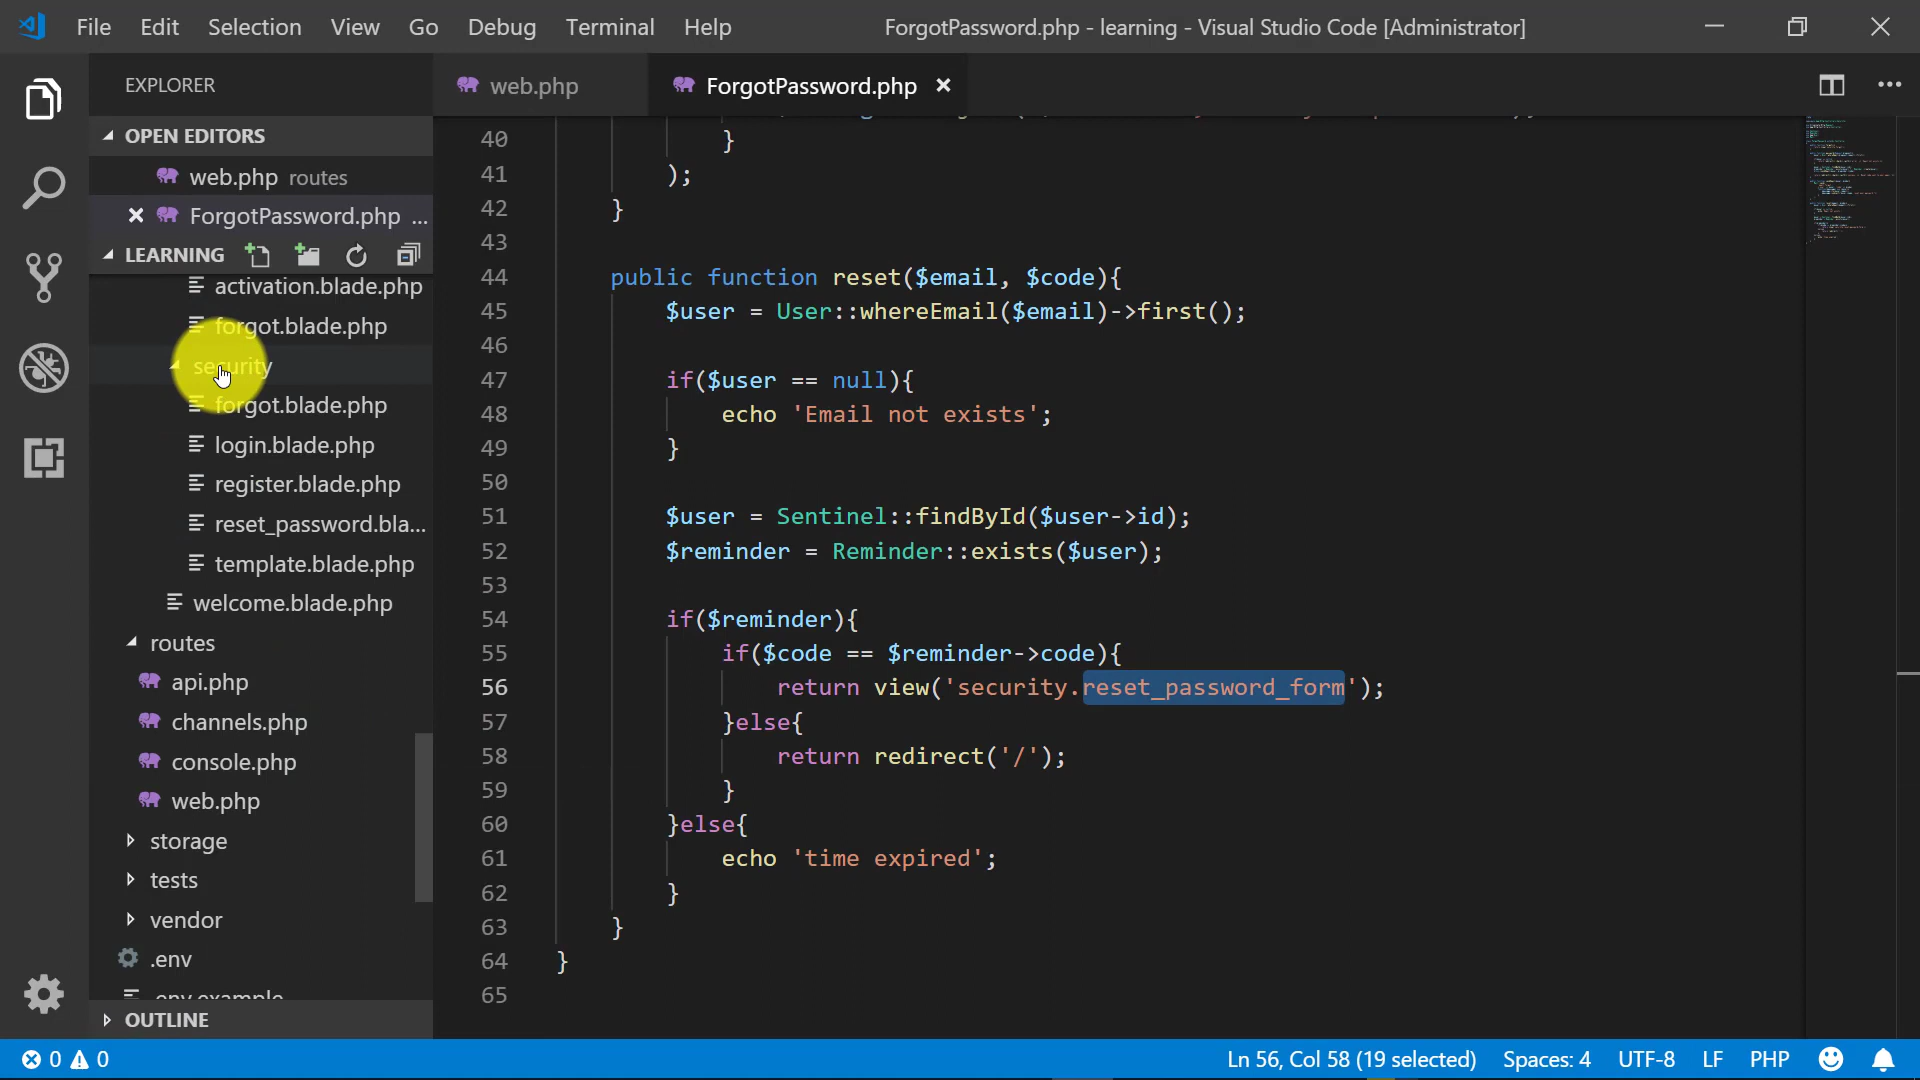 File Edit Selection View Go Debug Terminal Help ForgotPassword.php - learning - Visual Studio Code [Administrator]
EXPLORER
OPEN EDITORS
web.php routes
ForgotPassword.php ...
LEARNING
activation.blade.php
forgot.blade.php
security
forgot.blade.php
login.blade.php
register.blade.php
reset_password.bla...
template.blade.php
welcome.blade.php
routes
api.php
channels.php
console.php
web.php
storage
tests
vendor
.env
.env.example
OUTLINE
web.php ForgotPassword.php
40 }
41 );
42 }
43
44 public function reset($email, $code){
45 $user = User::whereEmail($email)->first();
46
47 if($user == null){
48 echo 'Email not exists';
49 }
50
51 $user = Sentinel::findById($user->id);
52 $reminder = Reminder::exists($user);
53
54 if($reminder){
55 if($code == $reminder->code){
56 return view('security.reset_password_form');
57 }else{
58 return redirect('/');
59 }
60 }else{
61 echo 'time expired';
62 }
63 }
64 }
65
0 0 Ln 56, Col 58 (19 selected) Spaces: 4 UTF-8 LF PHP